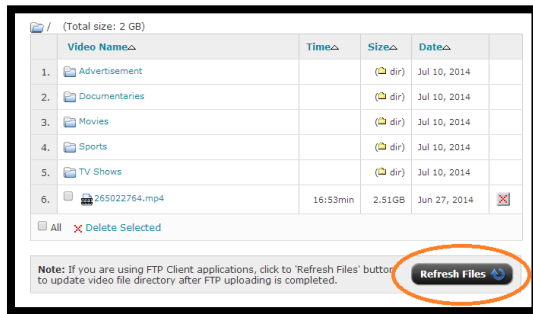 / (Total size: 2 GB)
Video Name Time Size Date
1. Advertisement (dir) Jul 10, 2014
2. Documentaries (dir) Jul 10, 2014
3. Movies (dir) Jul 10, 2014
4. Sports (dir) Jul 10, 2014
5. TV Shows (dir) Jul 10, 2014
6. 265022764.mp4 16:53min 2.51GB Jun 27, 2014
All Delete Selected
Note: If you are using FTP Client applications, click to 'Refresh Files' button
to update video file directory after FTP uploading is completed.
Refresh Files